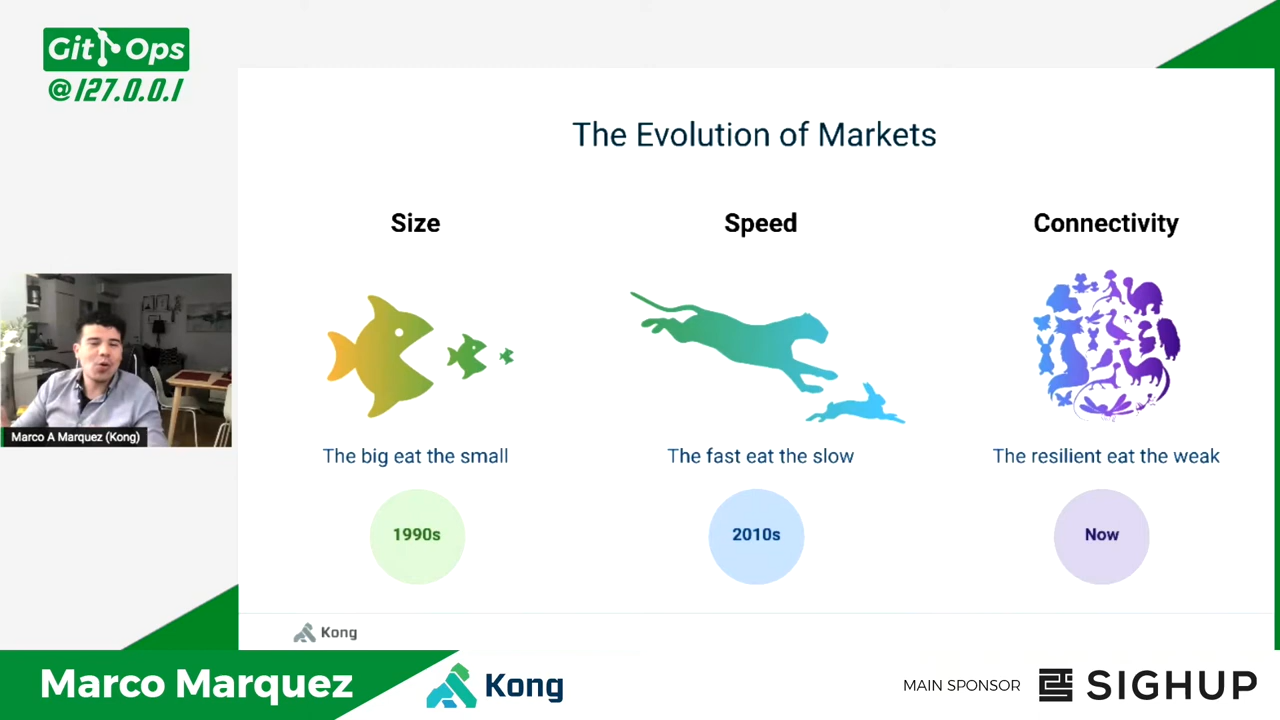 Git Ops
@127.0.0.1
The Evolution of Markets
Size
Speed
Connectivity
The big eat the small
The fast eat the slow
The resilient eat the weak
1990s
2010s
Now
Marco A Marquez (Kong)
Kong
Marco Marquez
Kong
MAIN SPONSOR
SIGHUP